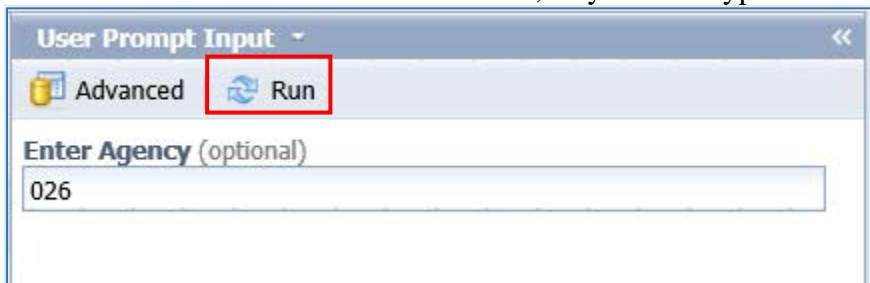 User Prompt Input «
Advanced Run
Enter Agency (optional)
026